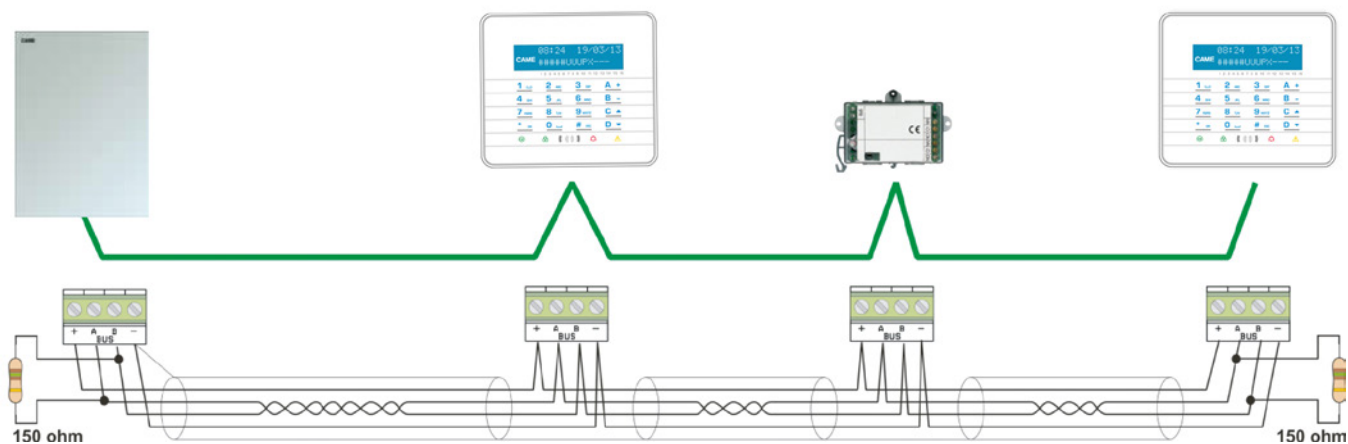 CAME
08:24 19/03/13
CAME
UUUPX---
1 2 3 A +
4 5 6 B -
7 8 9 C
* 0 # D
CE
08:24 19/03/13
CAME
UUUPX---
1 2 3 A +
4 5 6 B -
7 8 9 C
* 0 # D
+ A B -
BUS
+ A B -
BUS
+ A B -
BUS
+ A B -
BUS
150 ohm
150 ohm